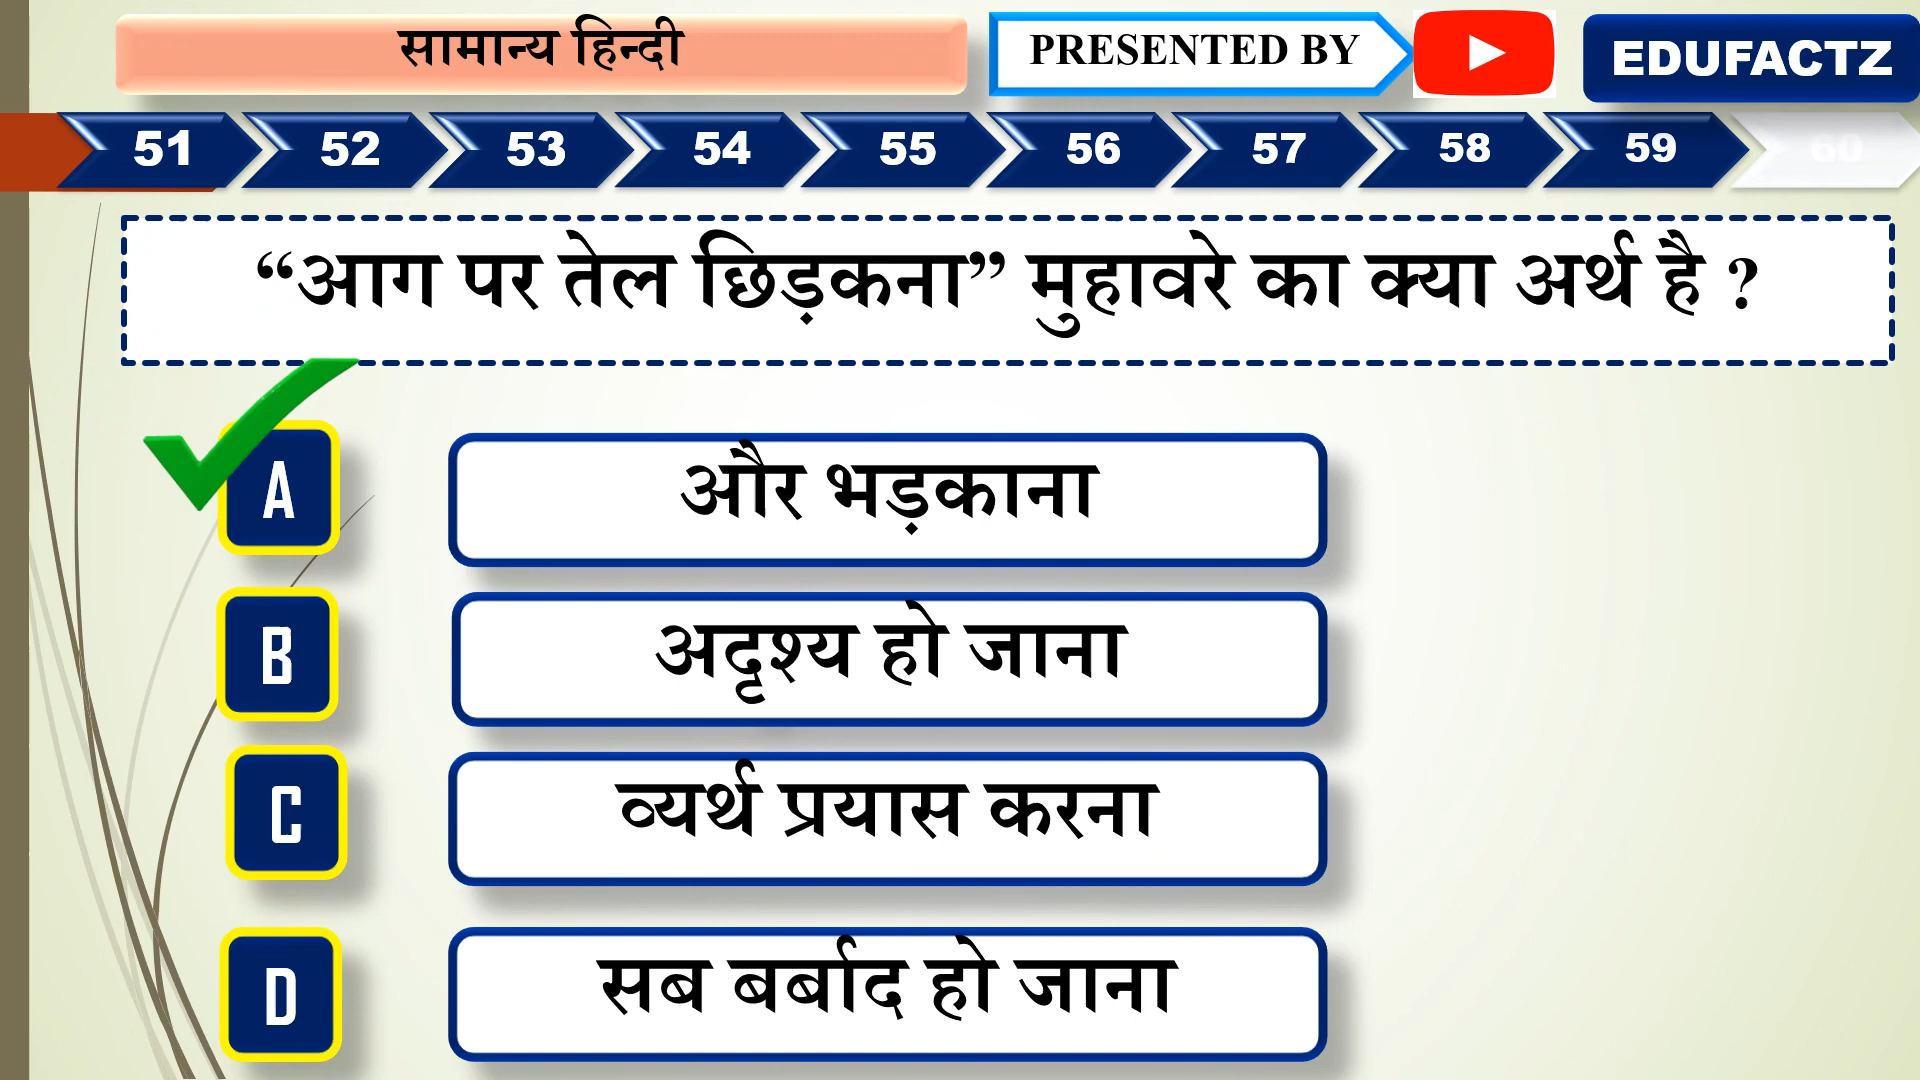 सामान्य हिन्दी
PRESENTED BY
EDUFACTZ
51 52 53 54 55 56 57 58 59 60
“आग पर तेल छिड़कना” मुहावरे का क्या अर्थ है ?
A और भड़काना
B अदृश्य हो जाना
C व्यर्थ प्रयास करना
D सब बर्बाद हो जाना